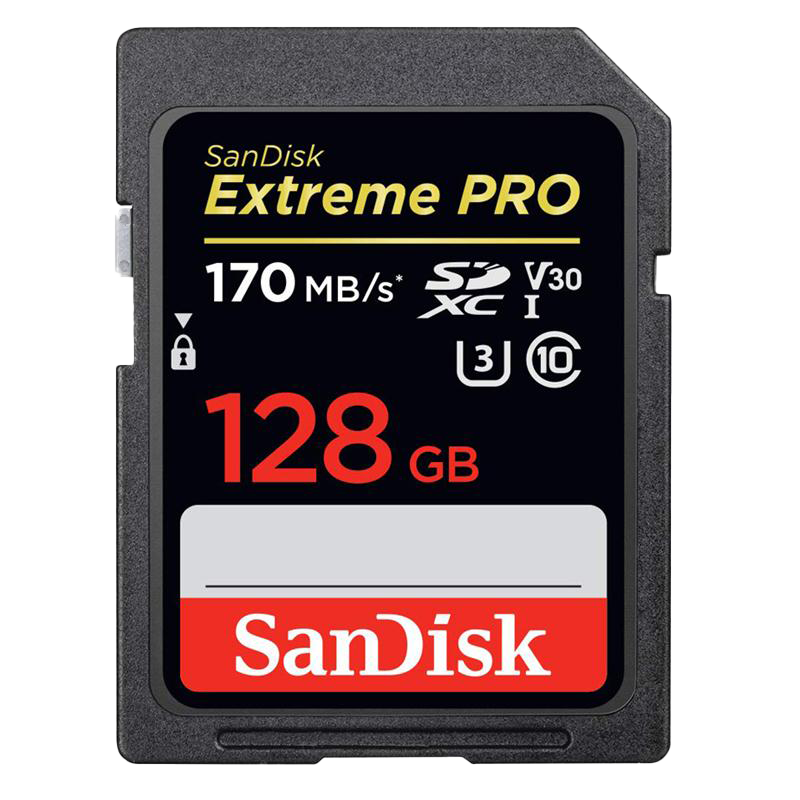 SanDisk
Extreme PRO
170 MB/s* SD XC V30 I
3 10
128 GB
SanDisk